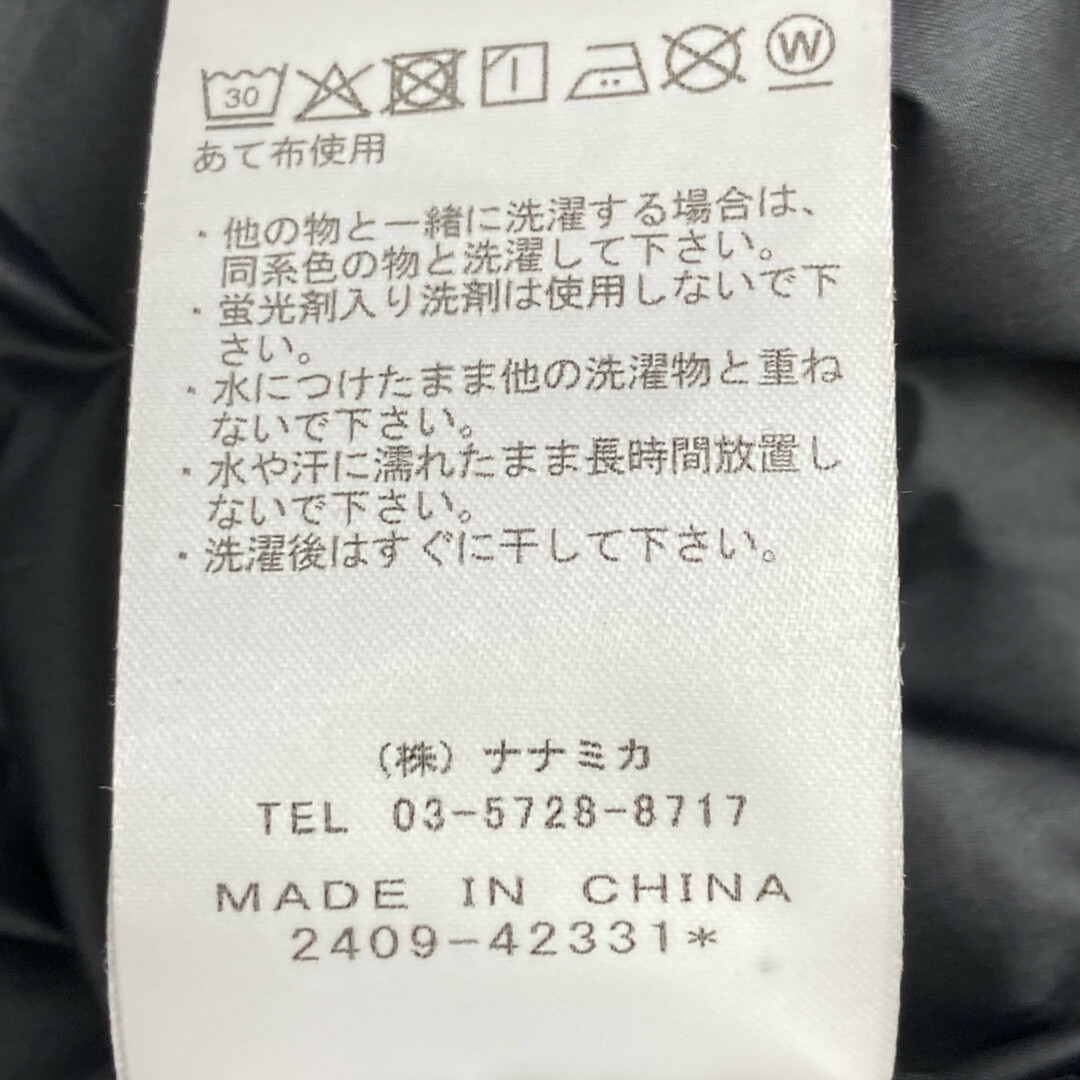 30 W
あて布使用
・他の物と一緒に洗濯する場合は、
同系色の物と洗濯して下さい。
・蛍光剤入り洗剤は使用しないで下
さい。
・水につけたまま他の洗濯物と重ね
ないで下さい。
・水や汗に濡れたまま長時間放置し
ないで下さい。
・洗濯後はすぐに干して下さい。
（株）ナナミカ
TEL 03-5728-8717
MADE IN CHINA
2409-42331*